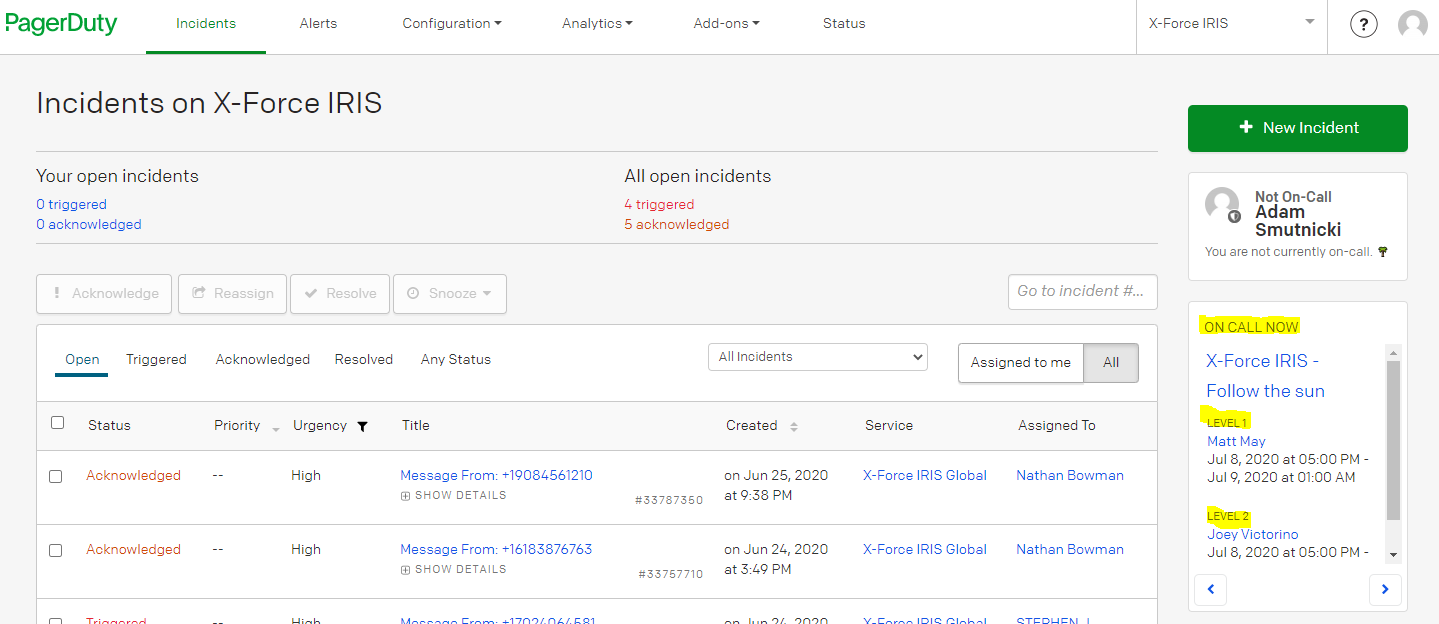 PagerDuty Incidents Alerts Configuration Analytics Add-ons Status X-Force IRIS ?
Incidents on X-Force IRIS
+ New Incident
Your open incidents
0 triggered
0 acknowledged
All open incidents
4 triggered
5 acknowledged
Not On-Call
Adam
Smutnicki
You are not currently on-call.
Acknowledge Reassign Resolve Snooze Go to incident #...
Open Triggered Acknowledged Resolved Any Status All Incidents Assigned to me All
Status Priority Urgency Title Created Service Assigned To
Acknowledged -- High Message From: +19084561210 on Jun 25, 2020 X-Force IRIS Global Nathan Bowman
SHOW DETAILS #33787350 at 9:38 PM
Acknowledged -- High Message From: +16183876763 on Jun 24, 2020 X-Force IRIS Global Nathan Bowman
SHOW DETAILS #33757710 at 3:49 PM
Triggered -- High Message From: +17024064581 on Jun 24, 2020 X-Force IRIS Global STEPHEN J.
ON CALL NOW
X-Force IRIS -
Follow the sun
LEVEL 1
Matt May
Jul 8, 2020 at 05:00 PM -
Jul 9, 2020 at 01:00 AM
LEVEL 2
Joey Victorino
Jul 8, 2020 at 05:00 PM -